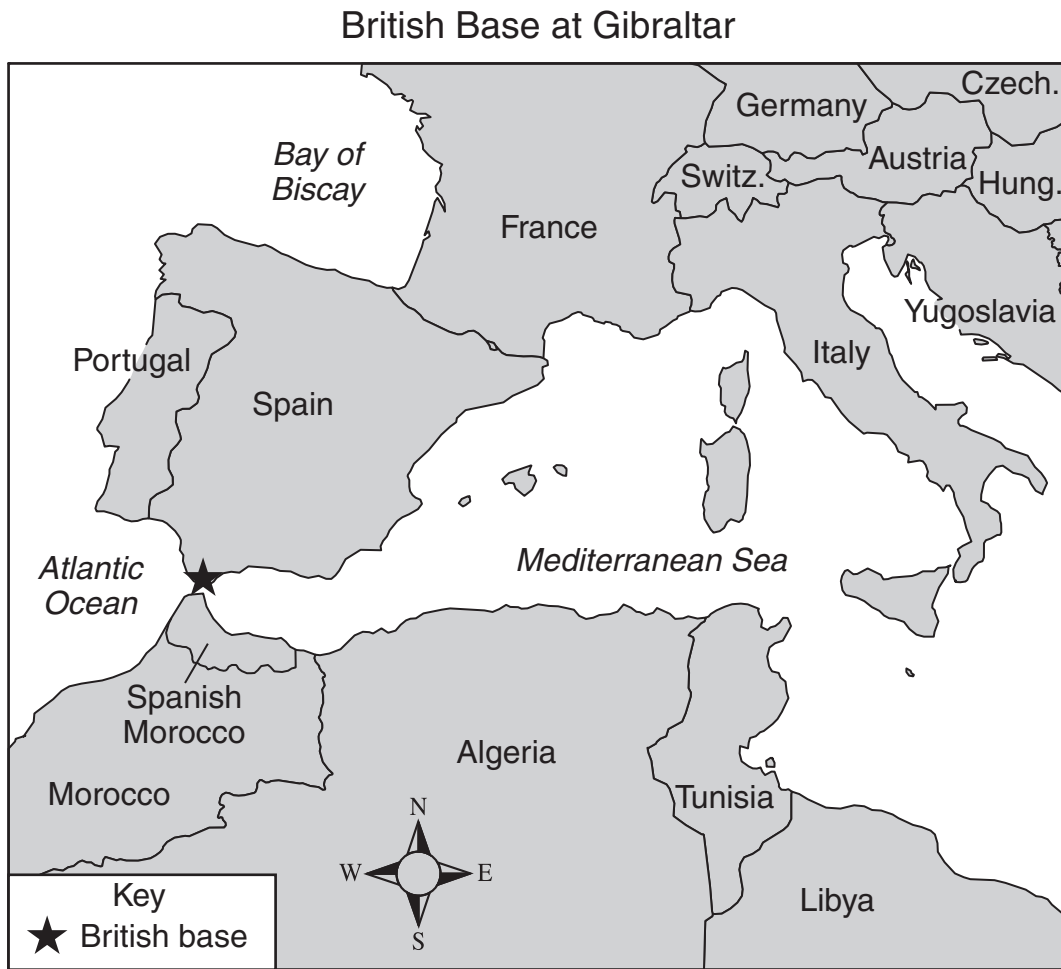 British Base at Gibraltar
Czech.
Germany
Bay of
Biscay
Austria
Switz.
Hung.
France
Yugoslavia
Portugal
Italy
Spain
Mediterranean Sea
Atlantic
Ocean
Spanish
Morocco
Algeria
Morocco
Tunisia
N
W
E
S
Key
British base
Libya